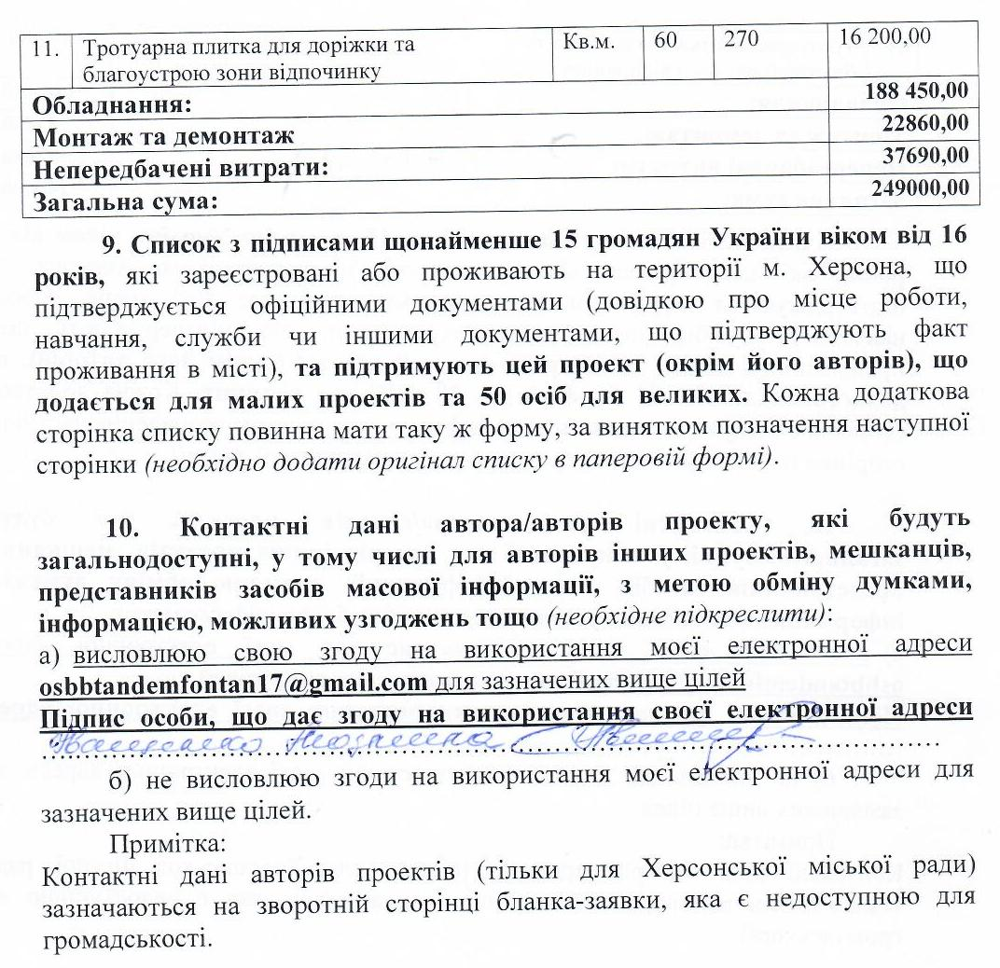 11. Тротуарна плитка для доріжки та благоустрою зони відпочинку Кв.м. 60 270 16 200,00
Обладнання: 188 450,00
Монтаж та демонтаж 22860,00
Непередбачені витрати: 37690,00
Загальна сума: 249000,00
9. Список з підписами щонайменше 15 громадян України віком від 16
років, які зареєстровані або проживають на території м. Херсона, що
підтверджується офіційними документами (довідкою про місце роботи,
навчання, служби чи іншими документами, що підтверджують факт
проживання в місті), та підтримують цей проект (окрім його авторів), що
додається для малих проектів та 50 осіб для великих. Кожна додаткова
сторінка списку повинна мати таку ж форму, за винятком позначення наступної
сторінки (необхідно додати оригінал списку в паперовій формі).
10. Контактні дані автора/авторів проекту, які будуть
загальнодоступні, у тому числі для авторів інших проектів, мешканців,
представників засобів масової інформації, з метою обміну думками,
інформацією, можливих узгоджень тощо (необхідне підкреслити):
а) висловлюю свою згоду на використання моєї електронної адреси
osbbtandemfontan17@gmail.com для зазначених вище цілей
Підпис особи, що дає згоду на використання своєї електронної адреси
б) не висловлюю згоди на використання моєї електронної адреси для
зазначених вище цілей.
Примітка:
Контактні дані авторів проектів (тільки для Херсонської міської ради)
зазначаються на зворотній сторінці бланка-заявки, яка є недоступною для
громадськості.